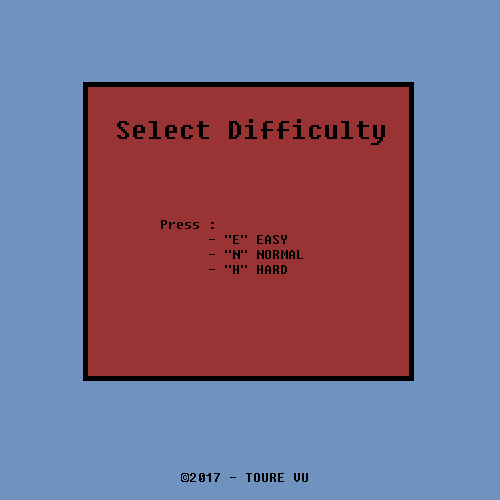 Select Difficulty
Press :
- "E" EASY
- "N" NORMAL
- "H" HARD
©2017 - TOURE VU